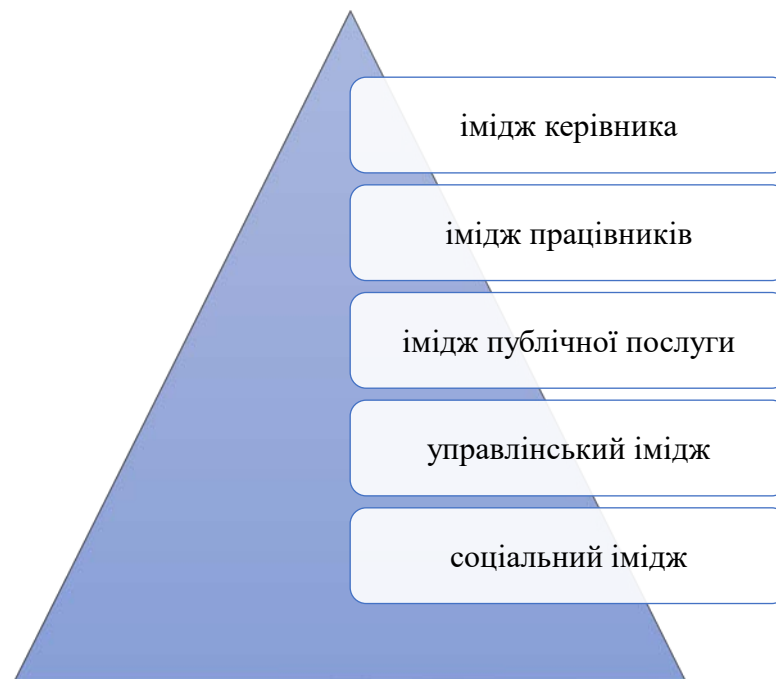 імідж керівника
імідж працівників
імідж публічної послуги
управлінський імідж
соціальний імідж